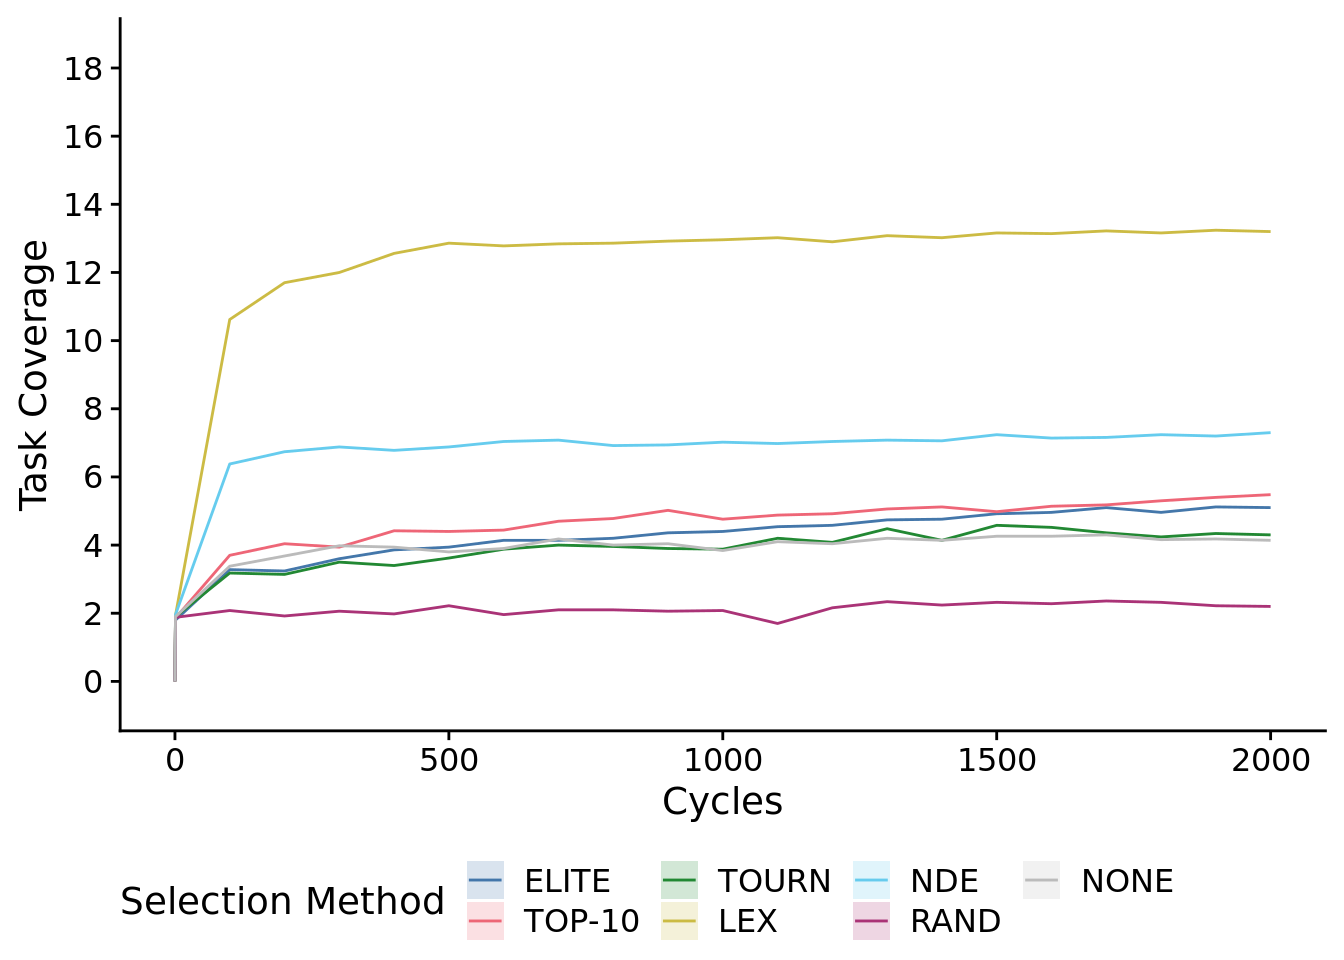 18
16
14
12
10
8
6
4
2
0
Task Coverage
0 500 1000 1500 2000
Cycles
Selection Method
ELITE TOURN NDE NONE
TOP-10 LEX RAND